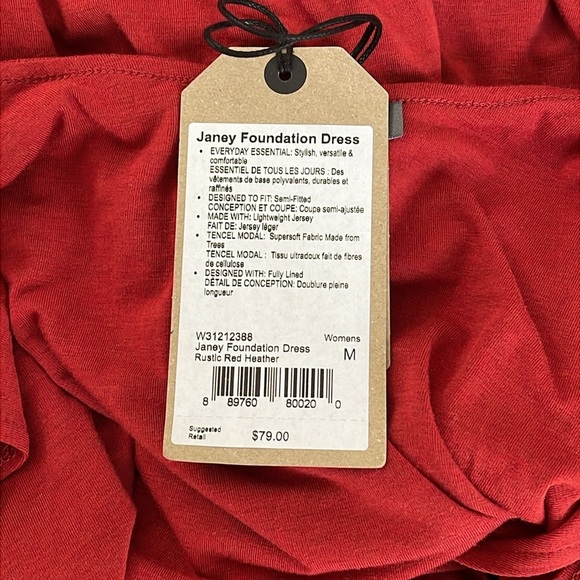 Janey Foundation Dress
• EVERYDAY ESSENTIAL: Stylish, versatile &
comfortable
ESSENTIEL DE TOUS LES JOURS : Des
vêtements de base polyvalents, durables et
raffinés
• DESIGNED TO FIT: Semi-Fitted
CONCEPTION ET COUPE: Coupe semi-ajustée
• MADE WITH: Lightweight Jersey
FAIT DE: Jersey léger
• TENCEL MODAL: Supersoft Fabric Made from
Trees
TENCEL MODAL : Tissu ultradoux fait de fibres
de cellulose
• DESIGNED WITH: Fully Lined
DÉTAIL DE CONCEPTION: Doublure pleine
longueur
W31212388 Womens
Janey Foundation Dress M
Rustic Red Heather
8 89760 80020 0
Suggested
Retail $79.00